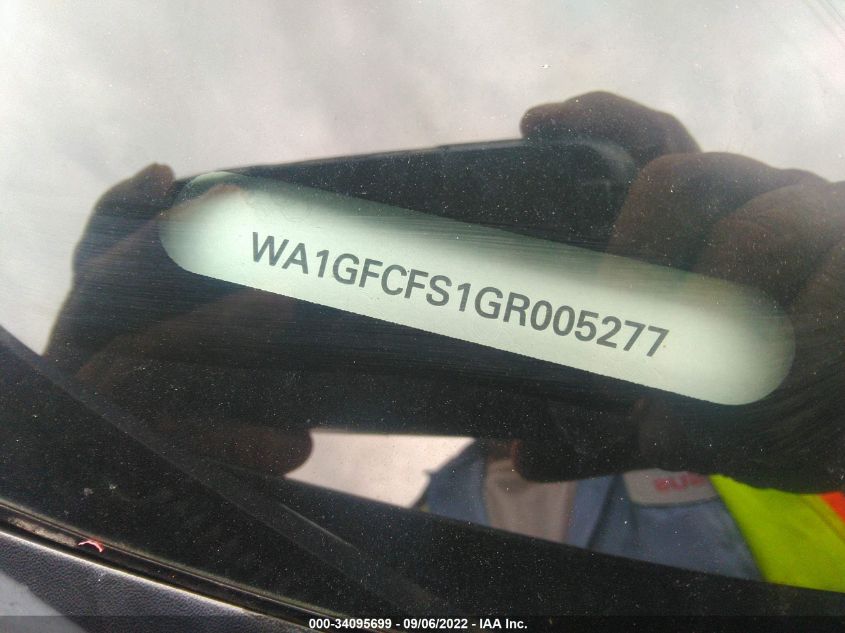 WA1GFCFS1GR005277
000-34095699 - 09/06/2022 - IAA Inc.